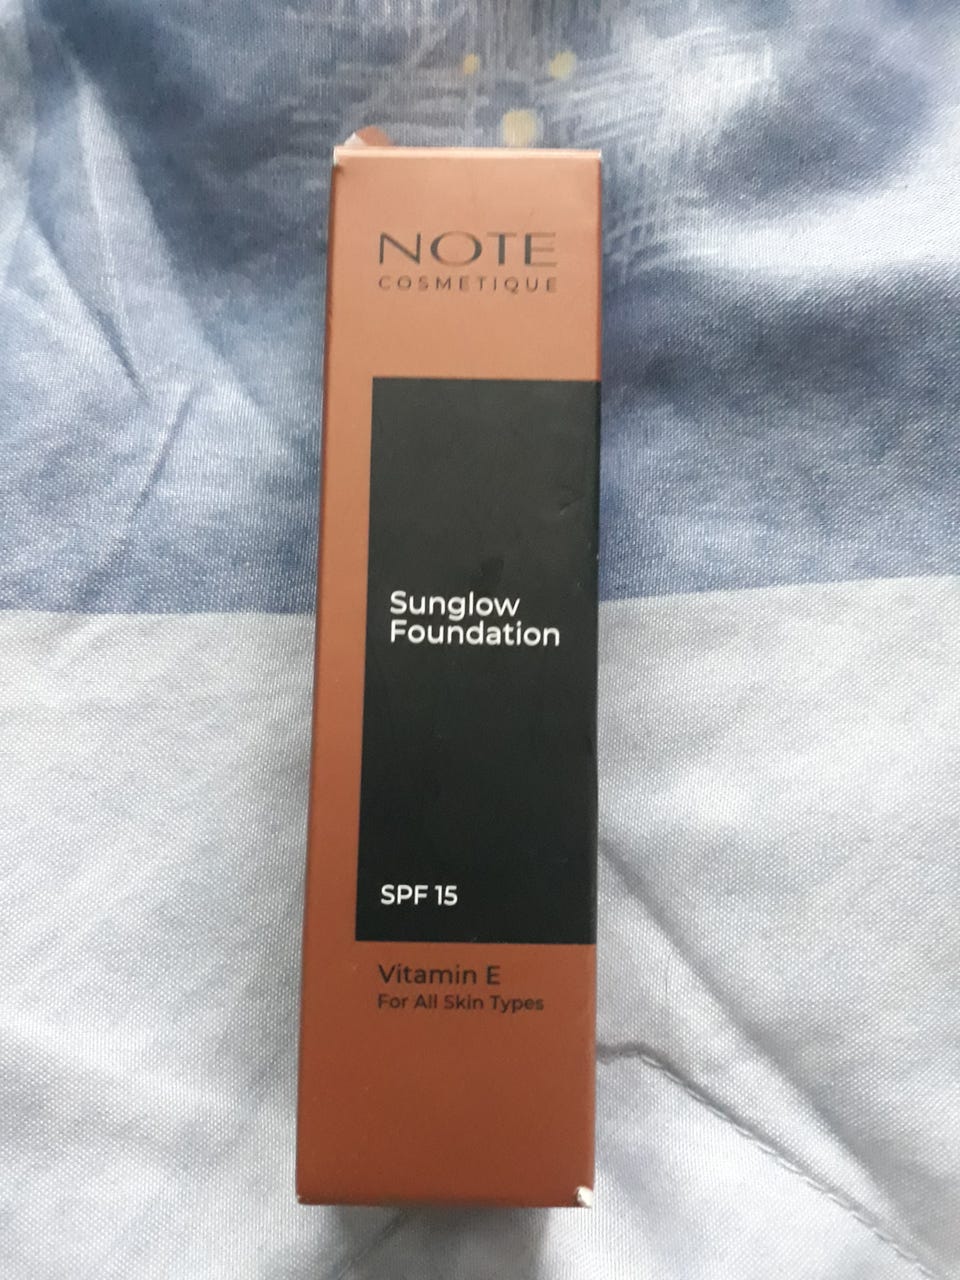 NOTE
COSMETIQUE
Sunglow
Foundation
SPF 15
Vitamin E
For All Skin Types